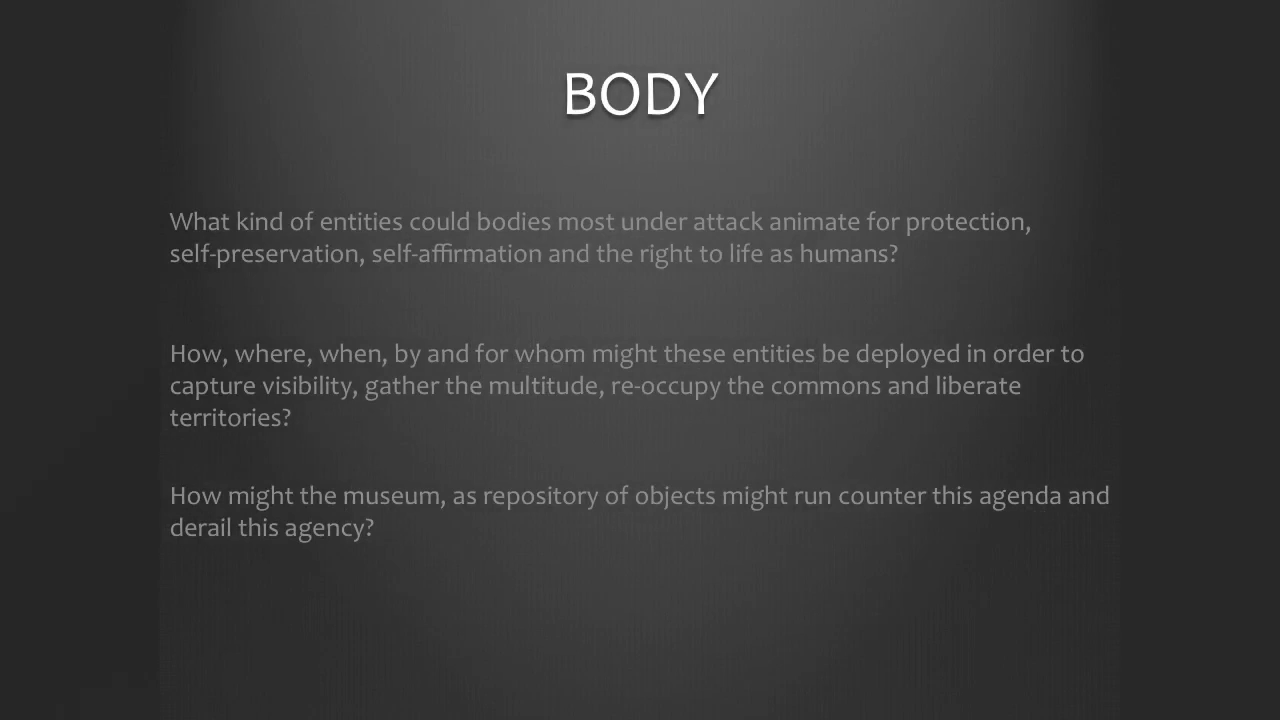 BODY
What kind of entities could bodies most under attack animate for protection,
self-preservation, self-affirmation and the right to life as humans?
How, where, when, by and for whom might these entities be deployed in order to
capture visibility, gather the multitude, re-occupy the commons and liberate
territories?
How might the museum, as repository of objects might run counter this agenda and
derail this agency?